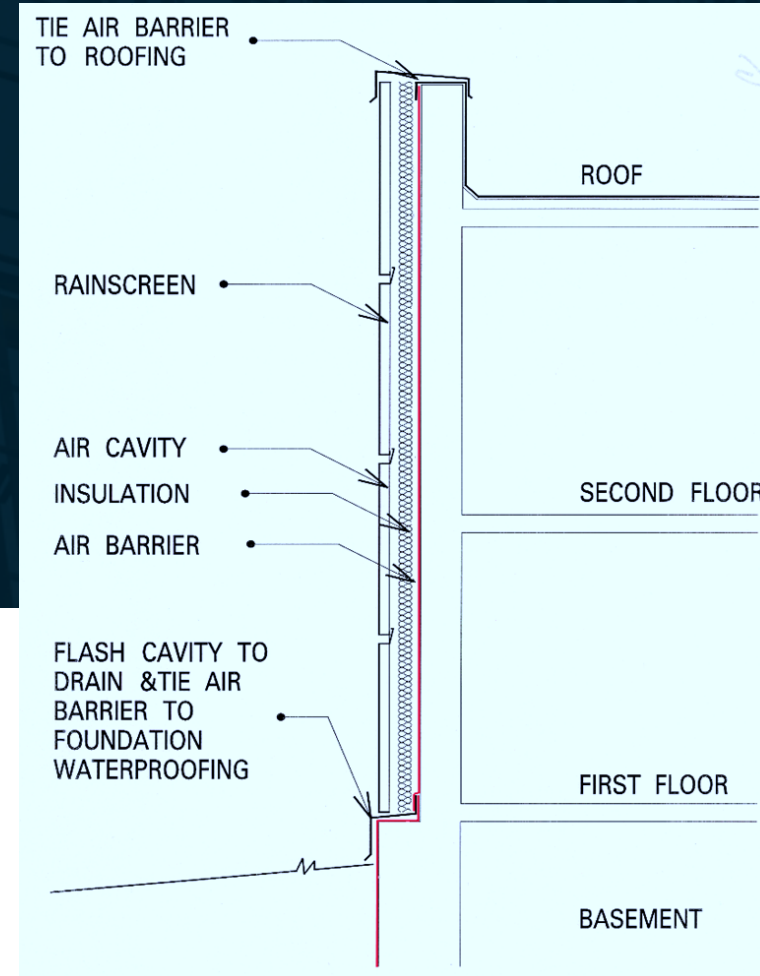 TIE AIR BARRIER
TO ROOFING
ROOF
RAINSCREEN
AIR CAVITY
INSULATION
SECOND FLOOR
AIR BARRIER
FLASH CAVITY TO
DRAIN &TIE AIR
BARRIER TO
FOUNDATION
WATERPROOFING
FIRST FLOOR
BASEMENT